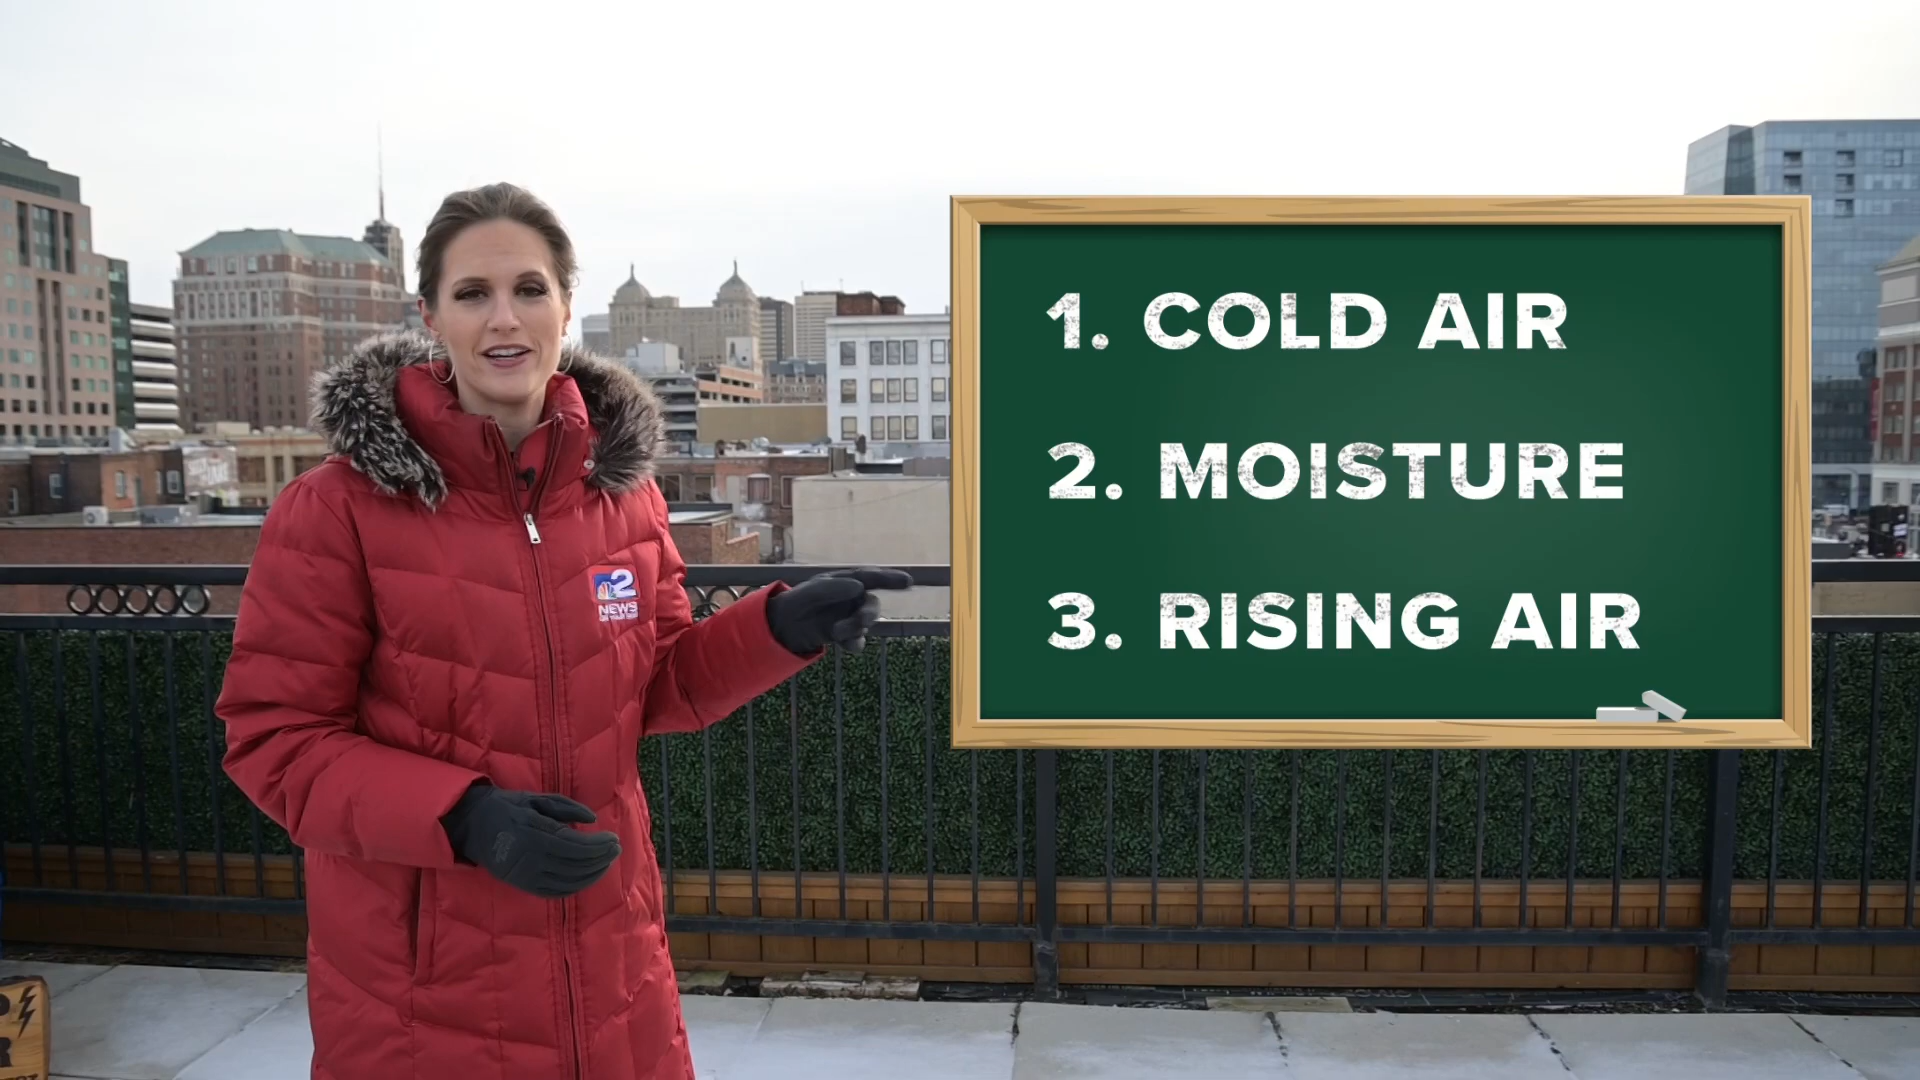 1. COLD AIR
2. MOISTURE
3. RISING AIR
2
NEWS